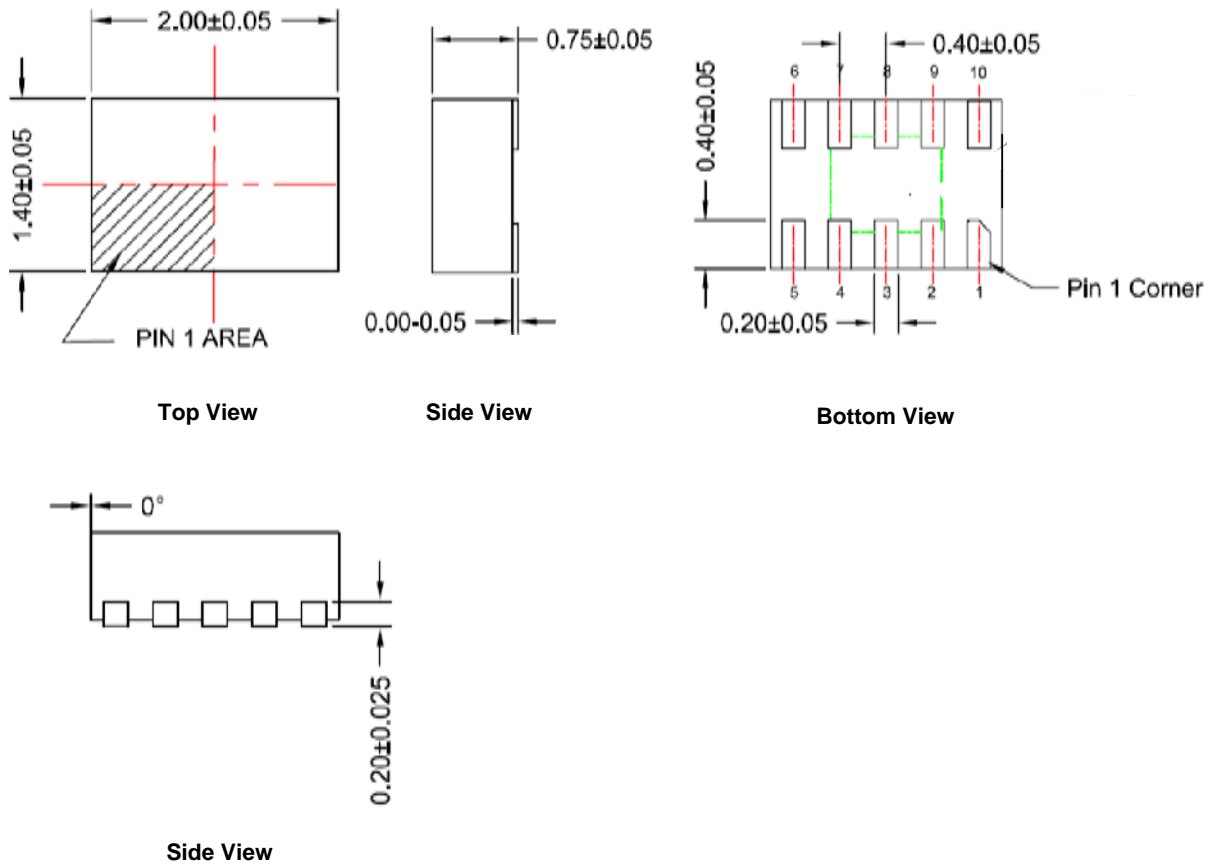 2.00±0.05
1.40±0.05
PIN 1 AREA
Top View
0.75±0.05
0.00-0.05
Side View
0.40±0.05
0.40±0.05
6 7 8 9 10
5 4 3 2 1
0.20±0.05
Pin 1 Corner
Bottom View
0°
0.20±0.025
Side View